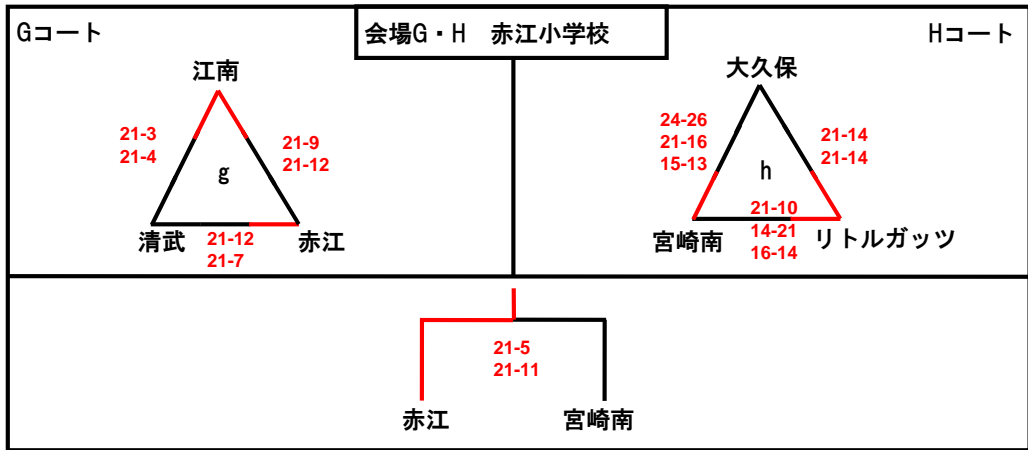 Gコート
会場G・H 赤江小学校
Hコート
江南
21-3
21-4
21-9
21-12
g
清武
赤江
21-12
21-7
大久保
24-26
21-16
15-13
21-14
21-14
h
宮崎南
リトルガッツ
21-10
14-21
16-14
21-5
21-11
赤江
宮崎南